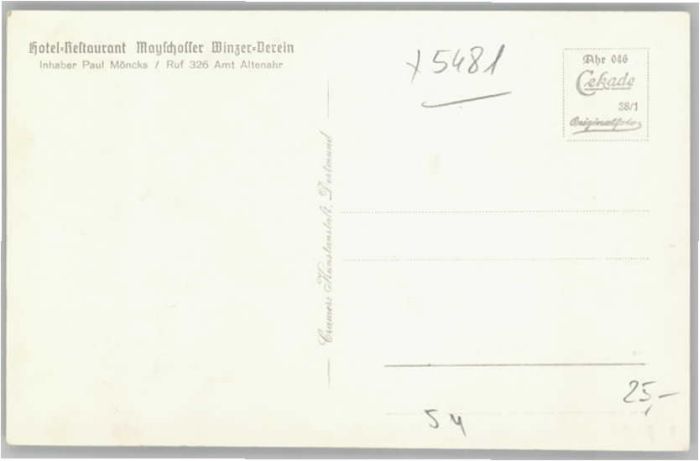 Hotel-Restaurant Mayschosser Winzer-Verein
Inhaber Paul Möncks / Ruf 326 Amt Altenahr
x 5481
Ahr 046
Cekade
38/1
Originalfoto
Cramers Kunstanstalt, Dortmund
25,-
54